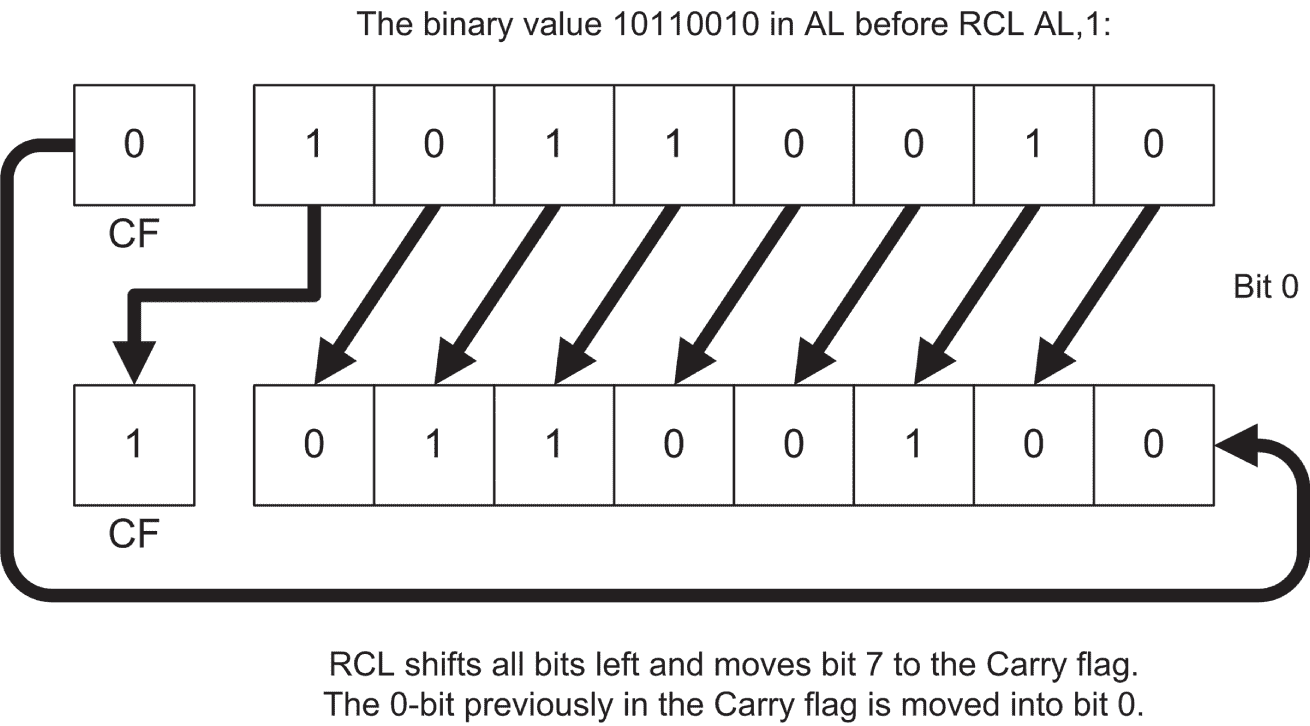 The binary value 10110010 in AL before RCL AL,1:
0 1 0 1 1 0 0 1 0
CF
Bit 0
1 0 1 1 0 0 1 0 0
CF
RCL shifts all bits left and moves bit 7 to the Carry flag.
The 0-bit previously in the Carry flag is moved into bit 0.